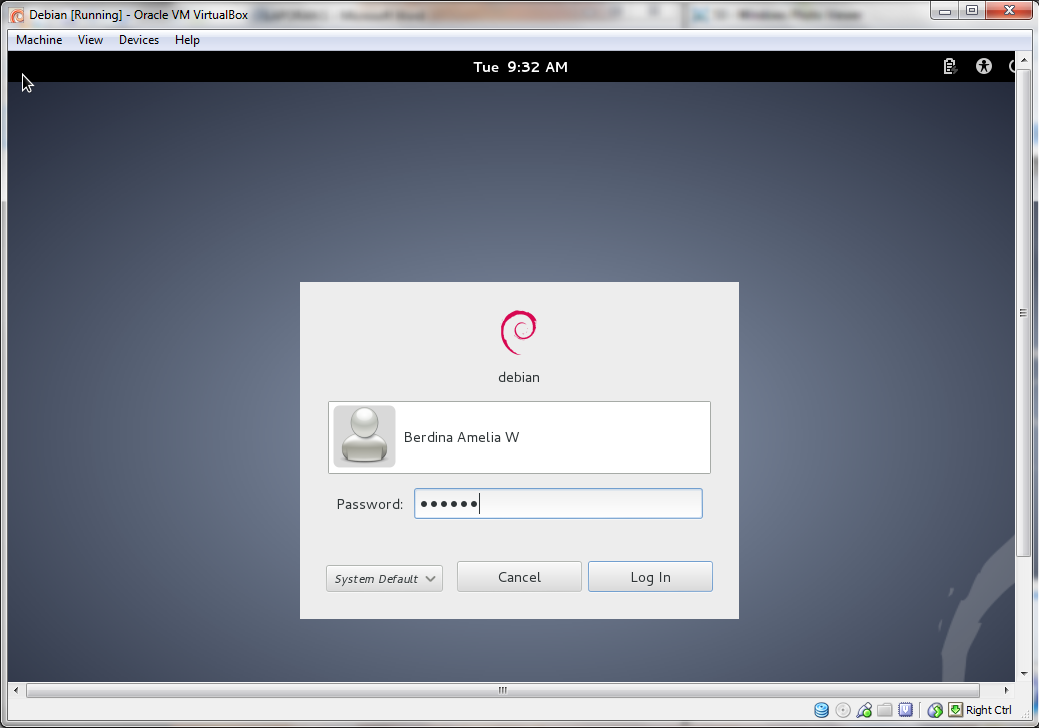 Debian [Running] - Oracle VM VirtualBox
Machine View Devices Help
Tue 9:32 AM
debian
Berdina Amelia W
Password: ●●●●●●
System Default Cancel Log In
Right Ctrl